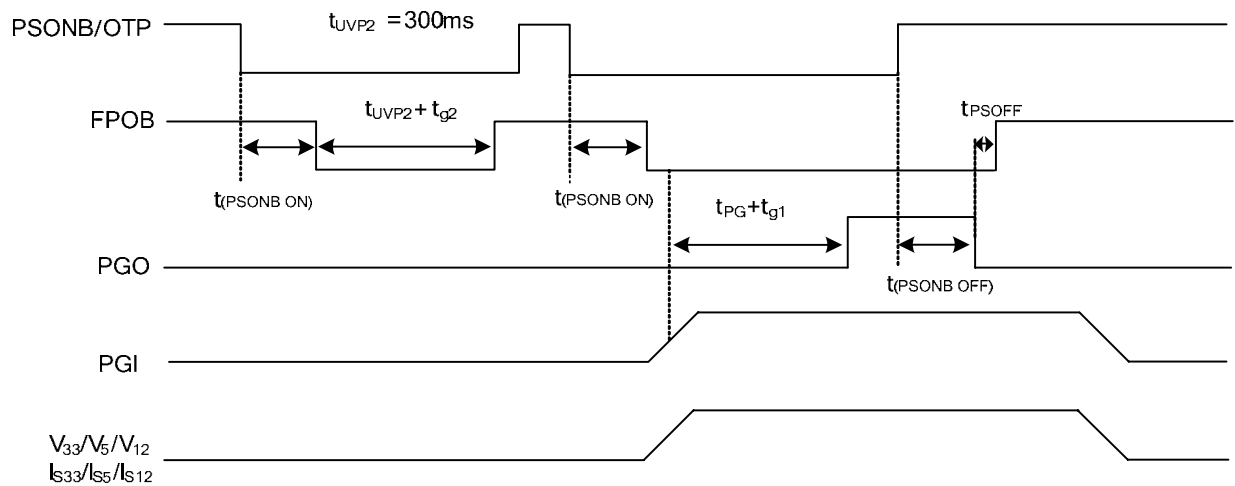 PSONB/OTP
tUVP2 = 300ms
FPOB
tUVP2 + tg2
tPSOFF
t(PSONB ON)
t(PSONB ON)
tPG+tg1
PGO
t(PSONB OFF)
PGI
V33/V5/V12
IS33/IS5/IS12